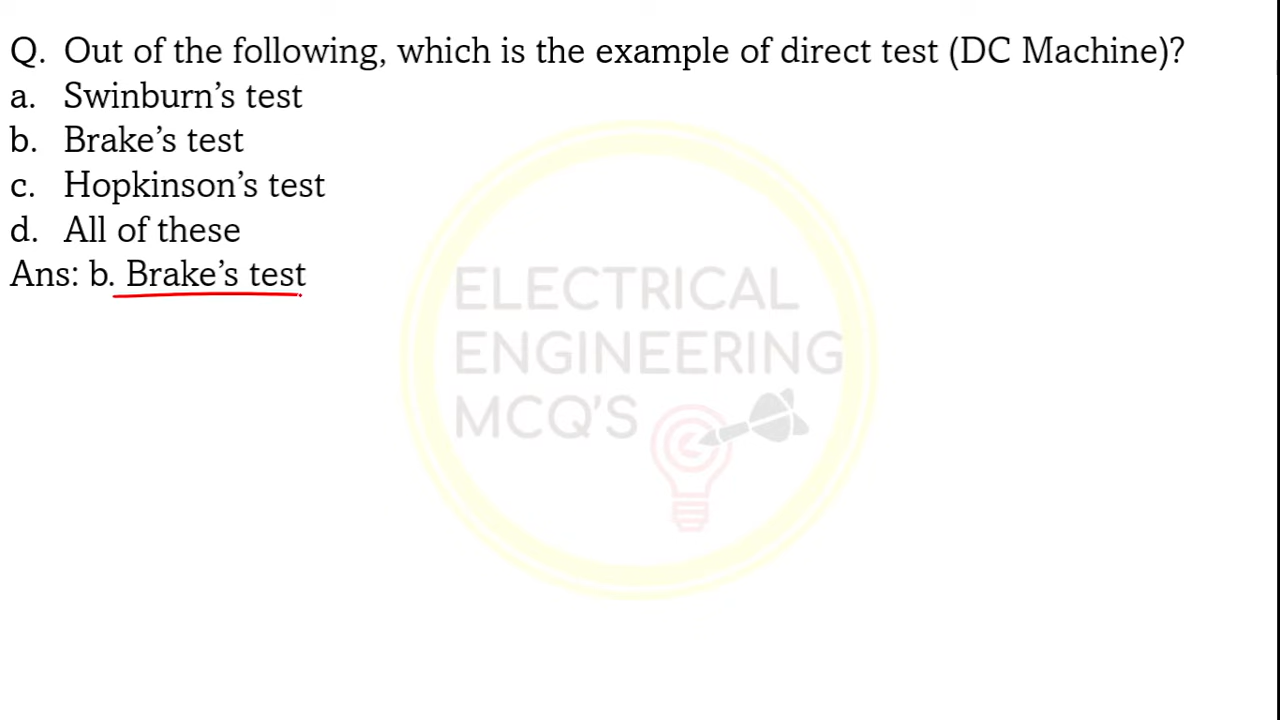 Q. Out of the following, which is the example of direct test (DC Machine)?
a. Swinburn’s test
b. Brake’s test
c. Hopkinson’s test
d. All of these
Ans: b. Brake’s test
ELECTRICAL
ENGINEERING
MCQ'S